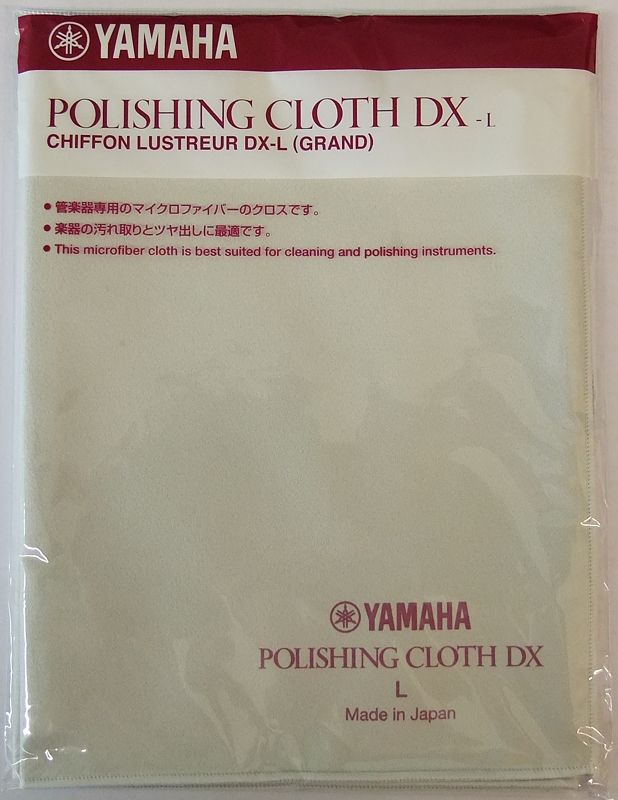 YAMAHA
POLISHING CLOTH DX - L
CHIFFON LUSTREUR DX-L (GRAND)
● 管楽器専用のマイクロファイバーのクロスです。
● 楽器の汚れ取りとツヤ出しに最適です。
● This microfiber cloth is best suited for cleaning and polishing instruments.
YAMAHA
POLISHING CLOTH DX
L
Made in Japan